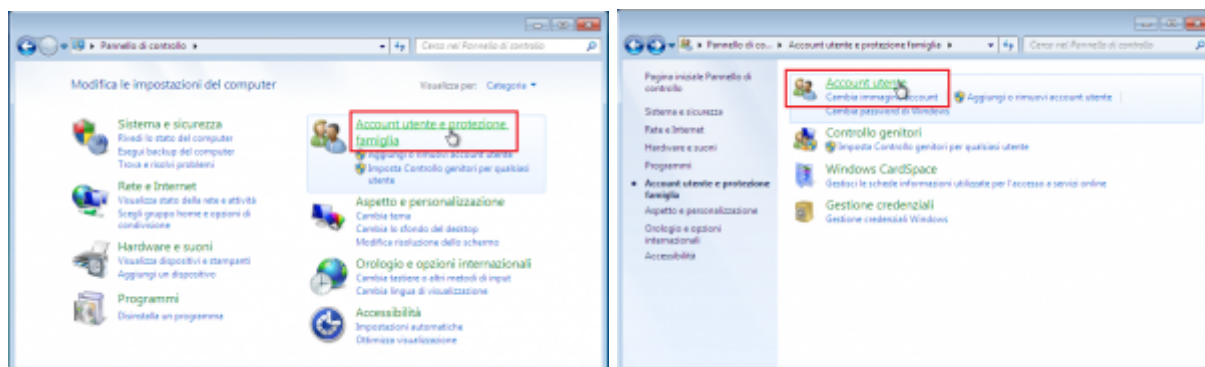 Pannello di controllo
Cerca nel Pannello di controllo
Modifica le impostazioni del computer
Visualizza per: Categoria
Sistema e sicurezza
Rivedi lo stato del computer
Esegui backup del computer
Trova e risolvi problemi
Rete e Internet
Visualizza stato della rete e attività
Scegli gruppo home e opzioni di
condivisione
Hardware e suoni
Visualizza dispositivi e stampanti
Aggiungi un dispositivo
Programmi
Disinstalla un programma
Account utente e protezione
famiglia
Aggiungi o rimuovi account utente
Imposta Controllo genitori per qualsiasi
utente
Aspetto e personalizzazione
Cambia tema
Cambia lo sfondo del desktop
Modifica risoluzione dello schermo
Orologio e opzioni internazionali
Cambia tastiere o altri metodi di input
Cambia lingua di visualizzazione
Accessibilità
Impostazioni automatiche
Ottimizza visualizzazione
Pannello di co... Account utente e protezione famiglia
Cerca nel Pannello di controllo
Pagina iniziale Pannello di
controllo
Sistema e sicurezza
Rete e Internet
Hardware e suoni
Programmi
Account utente e protezione
famiglia
Aspetto e personalizzazione
Orologio e opzioni
internazionali
Accessibilità
Account utente
Cambia immagine account Aggiungi o rimuovi account utente
Cambia password di Windows
Controllo genitori
Imposta Controllo genitori per qualsiasi utente
Windows CardSpace
Gestisci le schede informazioni utilizzate per l'accesso a servizi online
Gestione credenziali
Gestione credenziali Windows